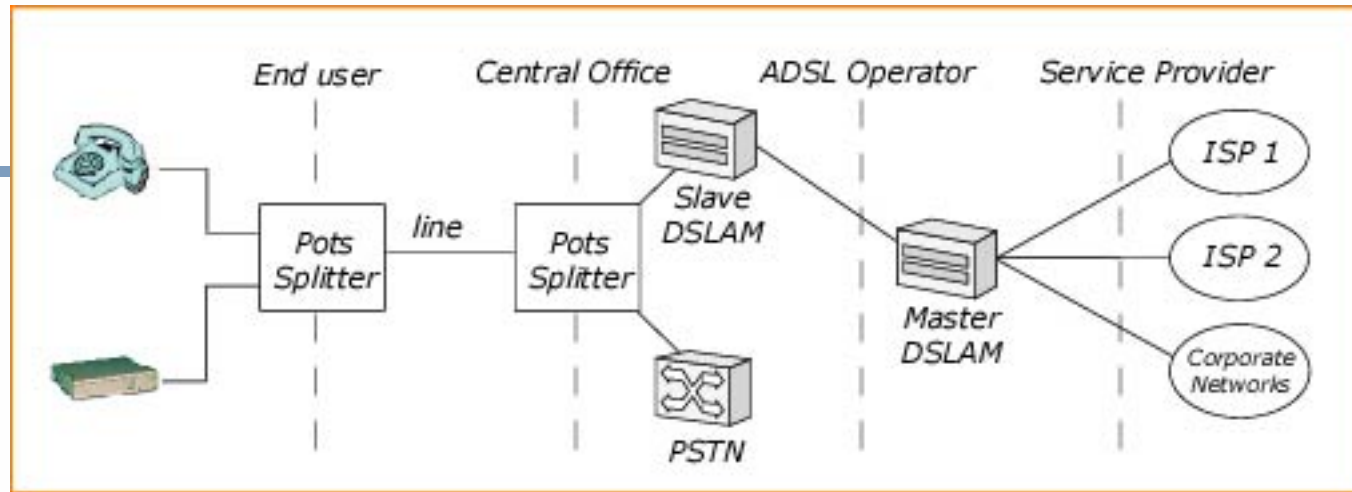 End user
Central Office
ADSL Operator
Service Provider
Pots
Splitter
line
Pots
Splitter
Slave
DSLAM
PSTN
Master
DSLAM
ISP 1
ISP 2
Corporate
Networks